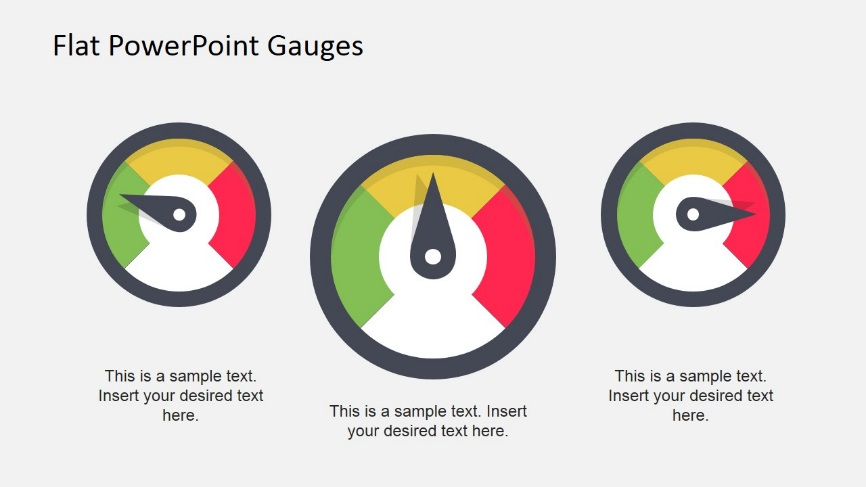 Flat PowerPoint Gauges
This is a sample text.
Insert your desired text
here.
This is a sample text. Insert
your desired text here.
This is a sample text.
Insert your desired text
here.